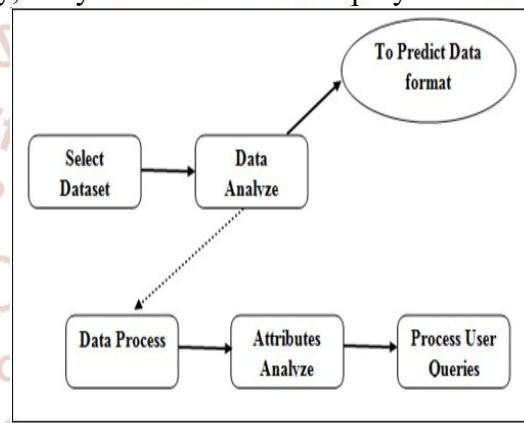 To Predict Data
format
Select
Dataset
Data
Analyze
Data Process
Attributes
Analyze
Process User
Queries